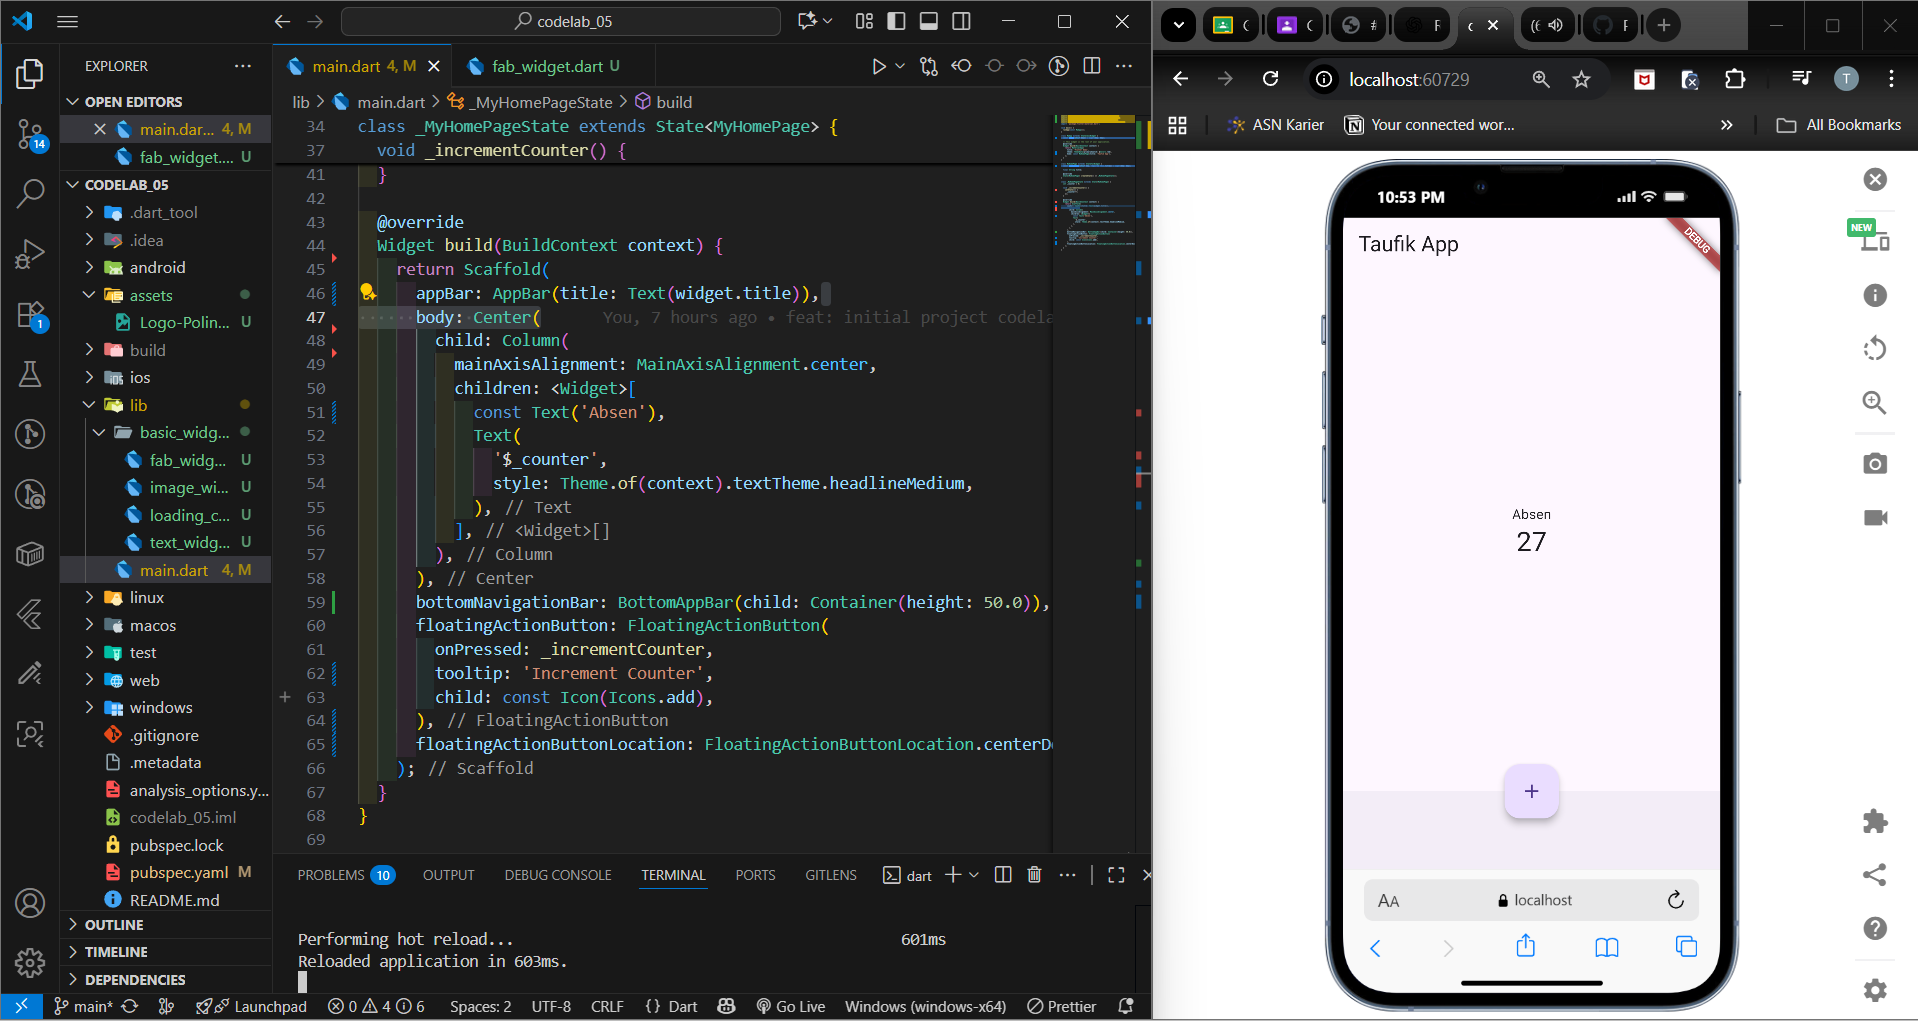 codelab_05
EXPLORER
OPEN EDITORS
main.dar... 4, M
fab_widget.... U
CODELAB_05
.dart_tool
.idea
android
assets
Logo-Polin... U
build
ios
lib
basic_widg...
fab_widg... U
image_wi... U
loading_c... U
text_widg... U
main.dart 4, M
linux
macos
test
web
windows
.gitignore
.metadata
analysis_options.y...
codelab_05.iml
pubspec.lock
pubspec.yaml M
README.md
OUTLINE
TIMELINE
DEPENDENCIES
14
1
main.dart 4, M
fab_widget.dart U
lib > main.dart > _MyHomePageState > build
34 class _MyHomePageState extends State<MyHomePage> {
37 void _incrementCounter() {
41 }
42
43 @override
44 Widget build(BuildContext context) {
45 return Scaffold(
46 appBar: AppBar(title: Text(widget.title)),
47 body: Center( You, 7 hours ago • feat: initial project codela
48 child: Column(
49 mainAxisAlignment: MainAxisAlignment.center,
50 children: <Widget>[
51 const Text('Absen'),
52 Text(
53 '$_counter',
54 style: Theme.of(context).textTheme.headlineMedium,
55 ), // Text
56 ], // <Widget>[]
57 ), // Column
58 ), // Center
59 bottomNavigationBar: BottomAppBar(child: Container(height: 50.0)),
60 floatingActionButton: FloatingActionButton(
61 onPressed: _incrementCounter,
62 tooltip: 'Increment Counter',
63 child: const Icon(Icons.add),
64 ), // FloatingActionButton
65 floatingActionButtonLocation: FloatingActionButtonLocation.centerD
66 ); // Scaffold
67 }
68 }
69
PROBLEMS 10 OUTPUT DEBUG CONSOLE TERMINAL PORTS GITLENS dart
Performing hot reload... 601ms
Reloaded application in 603ms.
main* Launchpad 0 4 6 Spaces: 2 UTF-8 CRLF {} Dart Go Live Windows (windows-x64) Prettier
localhost:60729
T
ASN Karier
Your connected wor...
All Bookmarks
NEW
10:53 PM
Taufik App
DEBUG
Absen
27
+
AA localhost